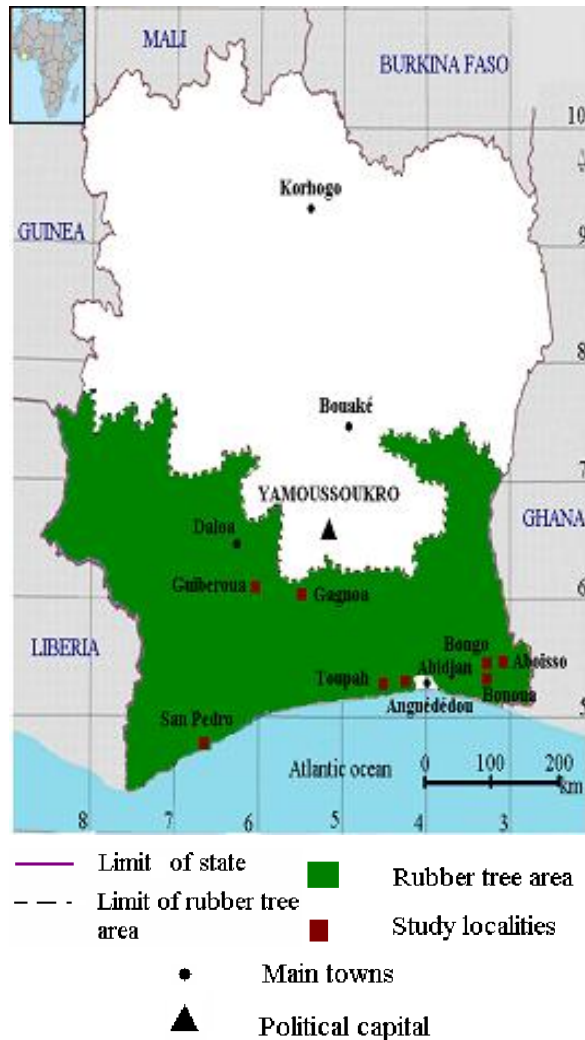 MALI
BURKINA FASO
10
Korhogo
GUINEA
9
8
Bouaké
7
YAMOUSSOUKRO
GHANA
Daloa
Guiberoua
Gagnoa
6
LIBERIA
Bongo
Aboisso
Toupah
Abidjan
Bonoua
Anguédédou
San Pedro
5
Atlantic ocean
0 100 200
km
8 7 6 5 4 3
Limit of state
Rubber tree area
Limit of rubber tree
area
Study localities
Main towns
Political capital